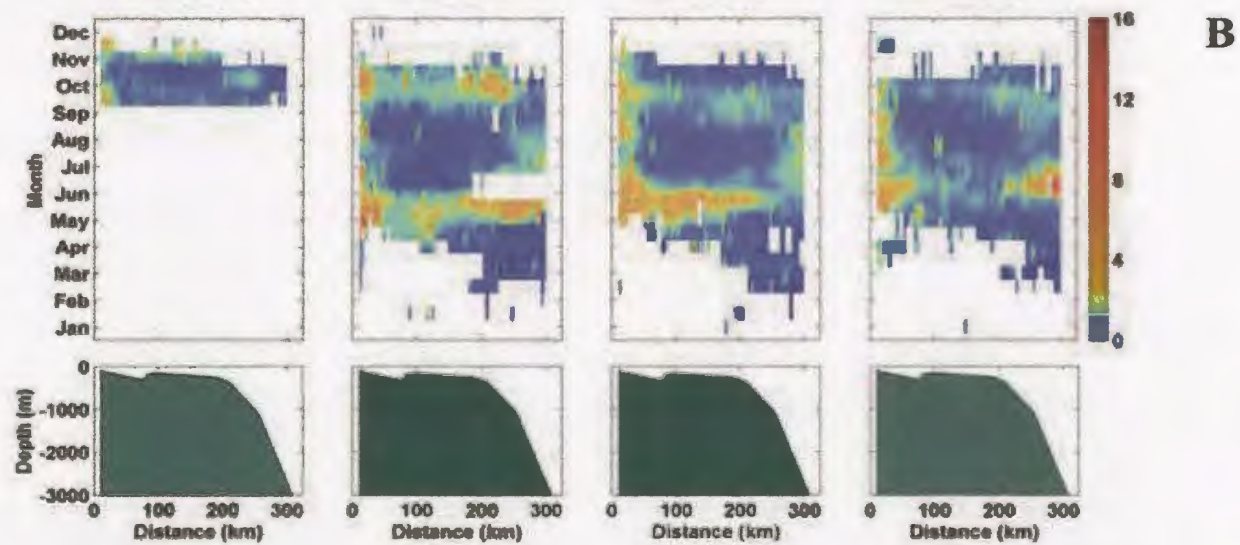 B
Month
Dec
Nov
Oct
Sep
Aug
Jul
Jun
May
Apr
Mar
Feb
Jan
16
12
8
4
0
Depth (m)
0
-1000
-2000
-3000
0 100 200 300
Distance (km)
0 100 200 300
Distance (km)
0 100 200 300
Distance (km)
0 100 200 300
Distance (km)